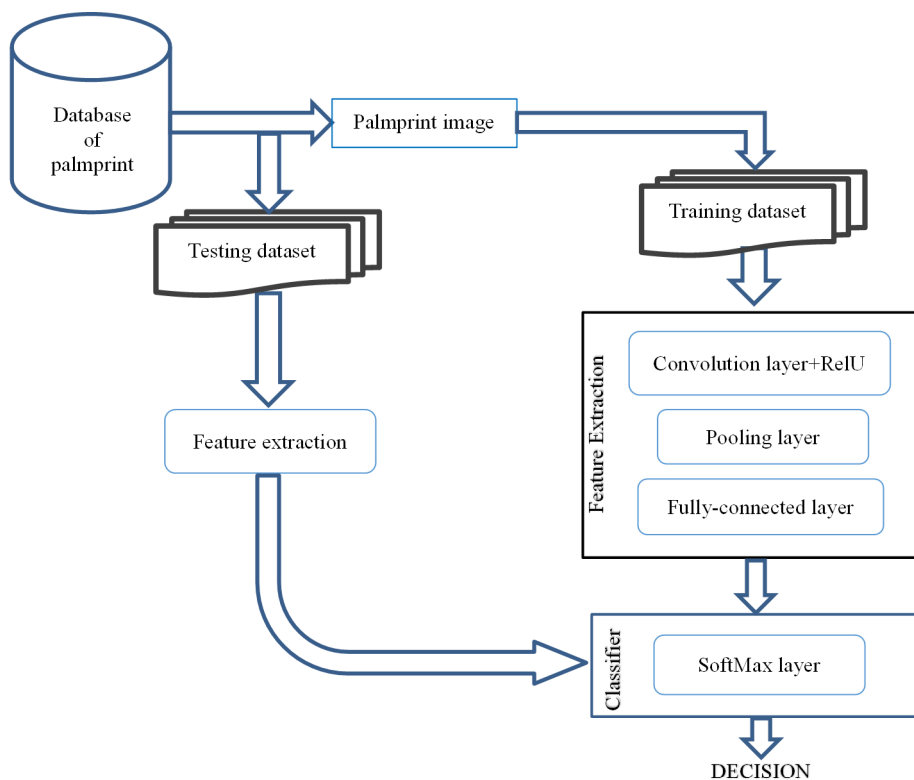 Database
of
palmprint
Palmprint image
Testing dataset
Training dataset
Feature extraction
Feature Extraction
Convolution layer+RelU
Pooling layer
Fully-connected layer
Classifier
SoftMax layer
DECISION